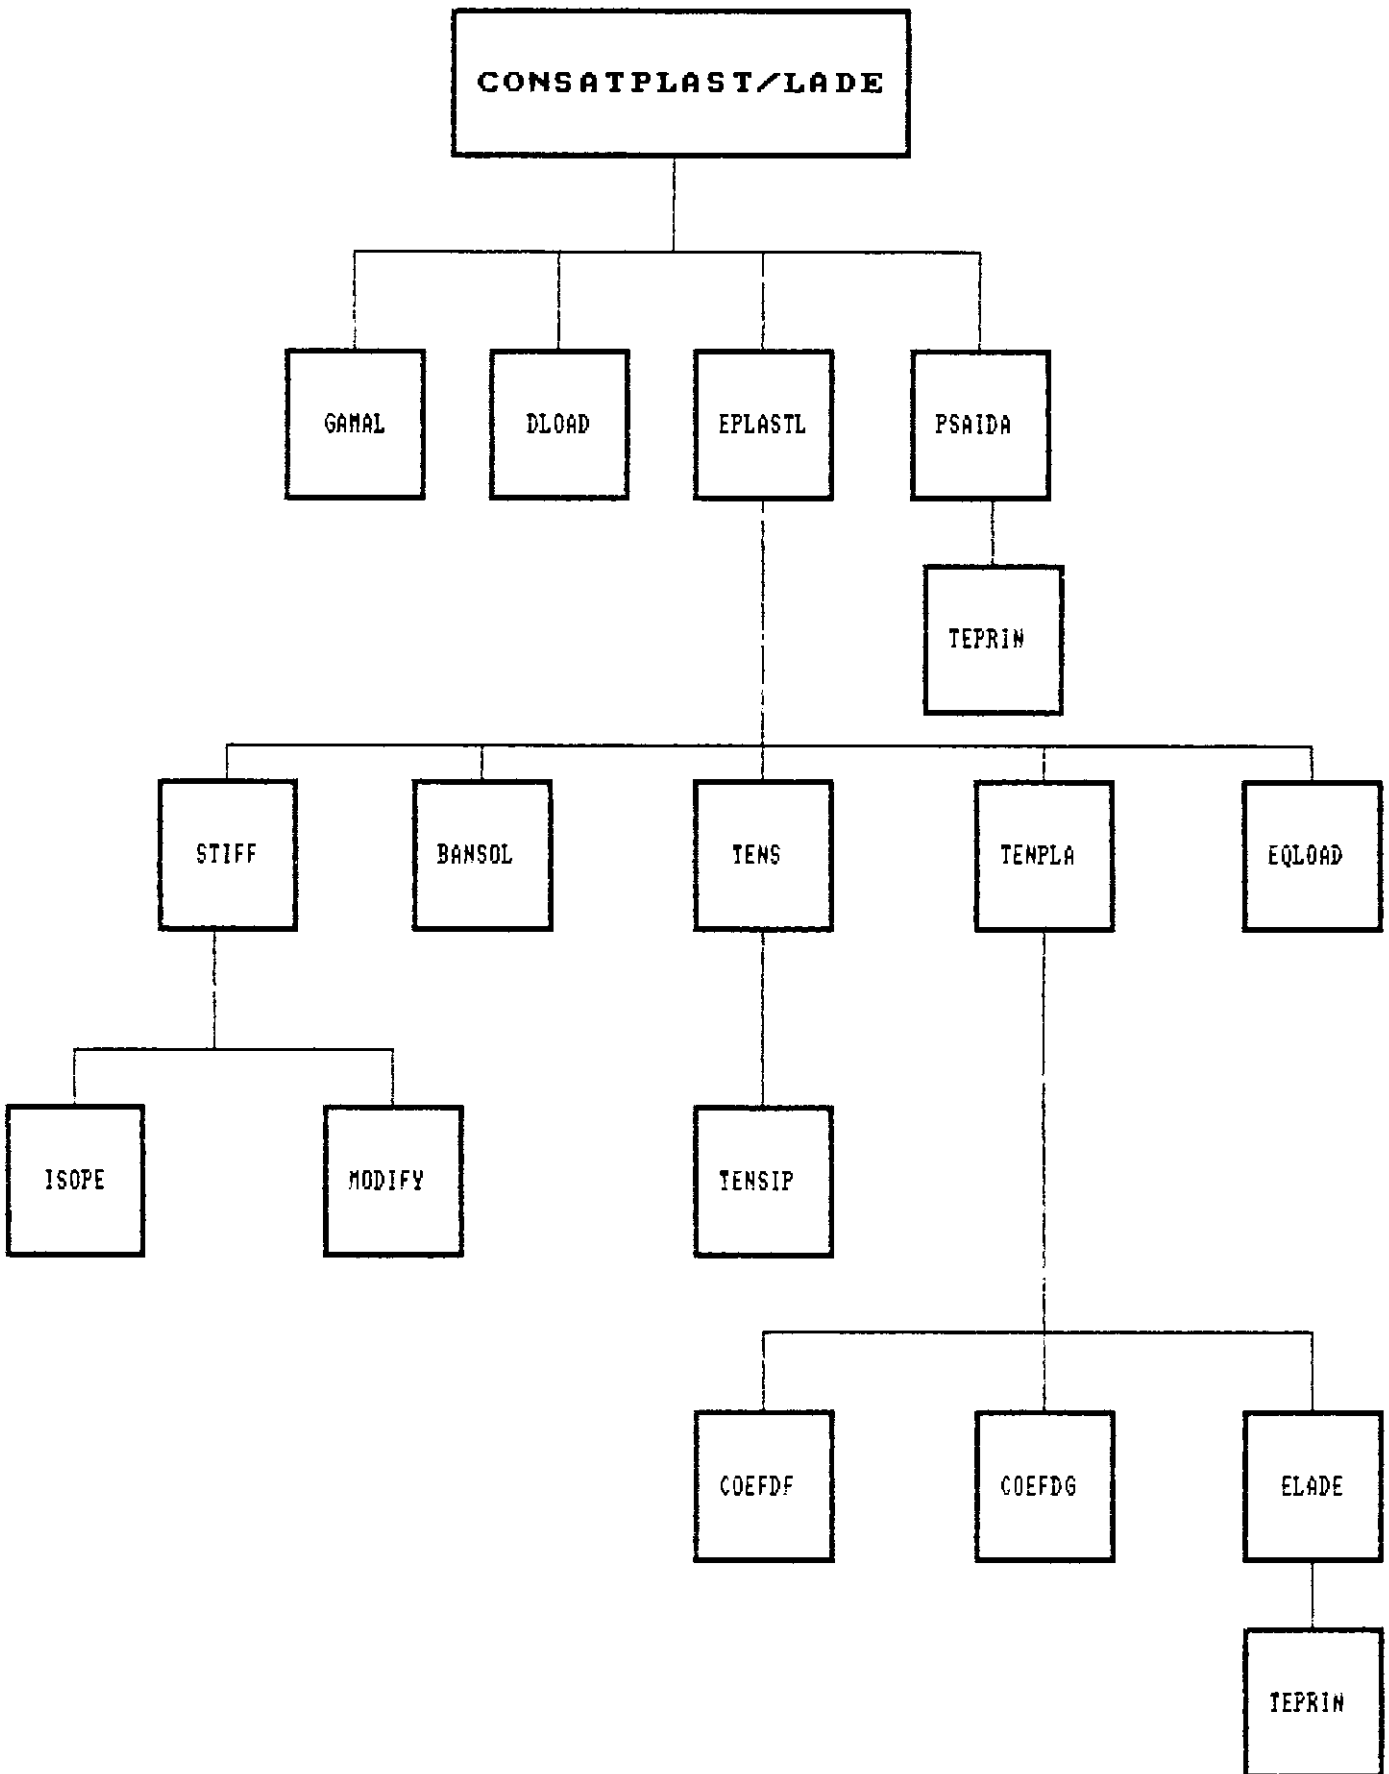 CONSATPLAST/LADE
GAMAL DLOAD EPLASTL PSAIDA
TEPRIN
STIFF BANSOL TENS TENPLA EQLOAD
ISOPE MODIFY TENSIP
COEFDF COEFDG ELADE
TEPRIN